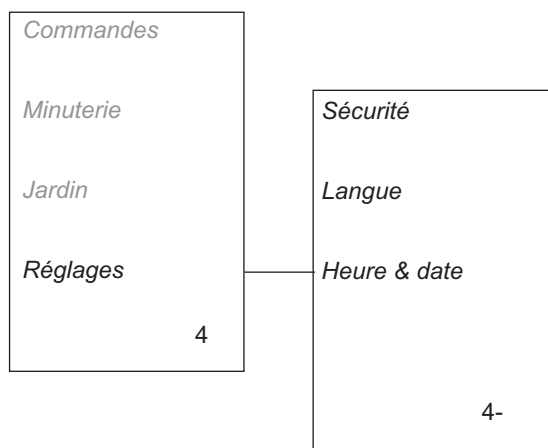 Commandes
Minuterie
Jardin
Réglages
4
Sécurité
Langue
Heure & date
4-